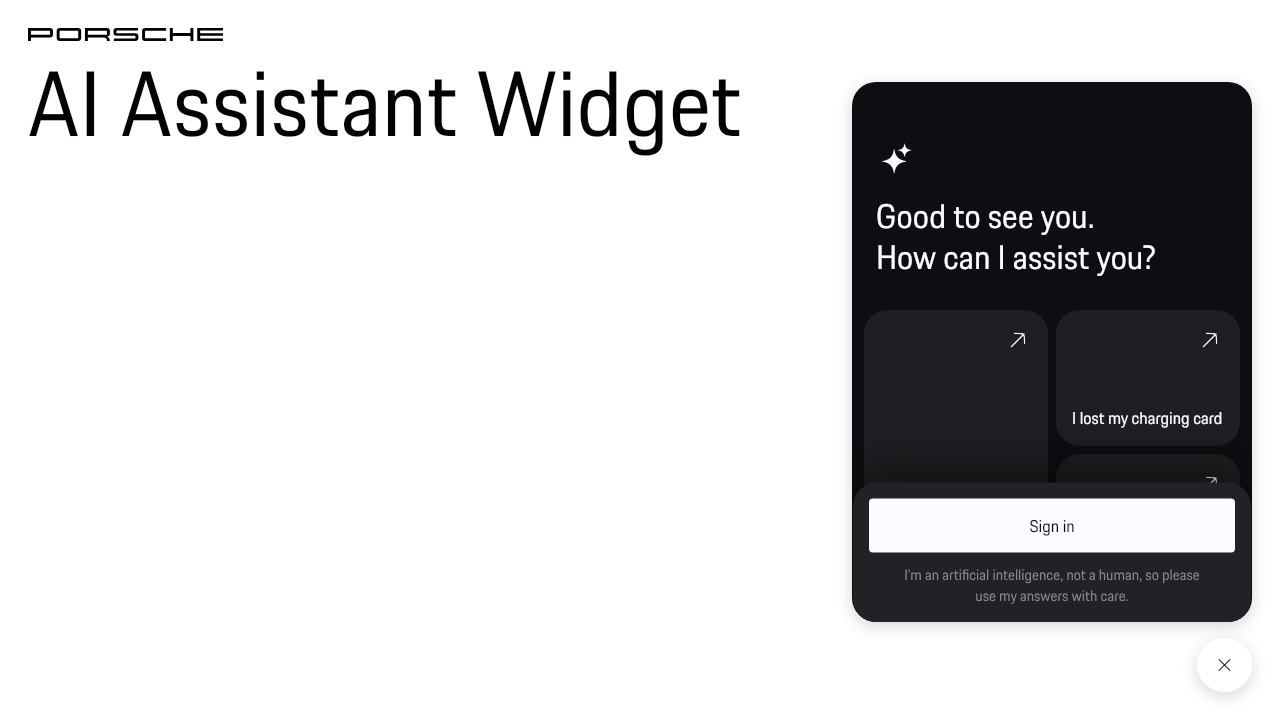 PORSCHE
AI Assistant Widget
Good to see you.
How can I assist you?
I lost my charging card
Sign in
I'm an artificial intelligence, not a human, so please
use my answers with care.